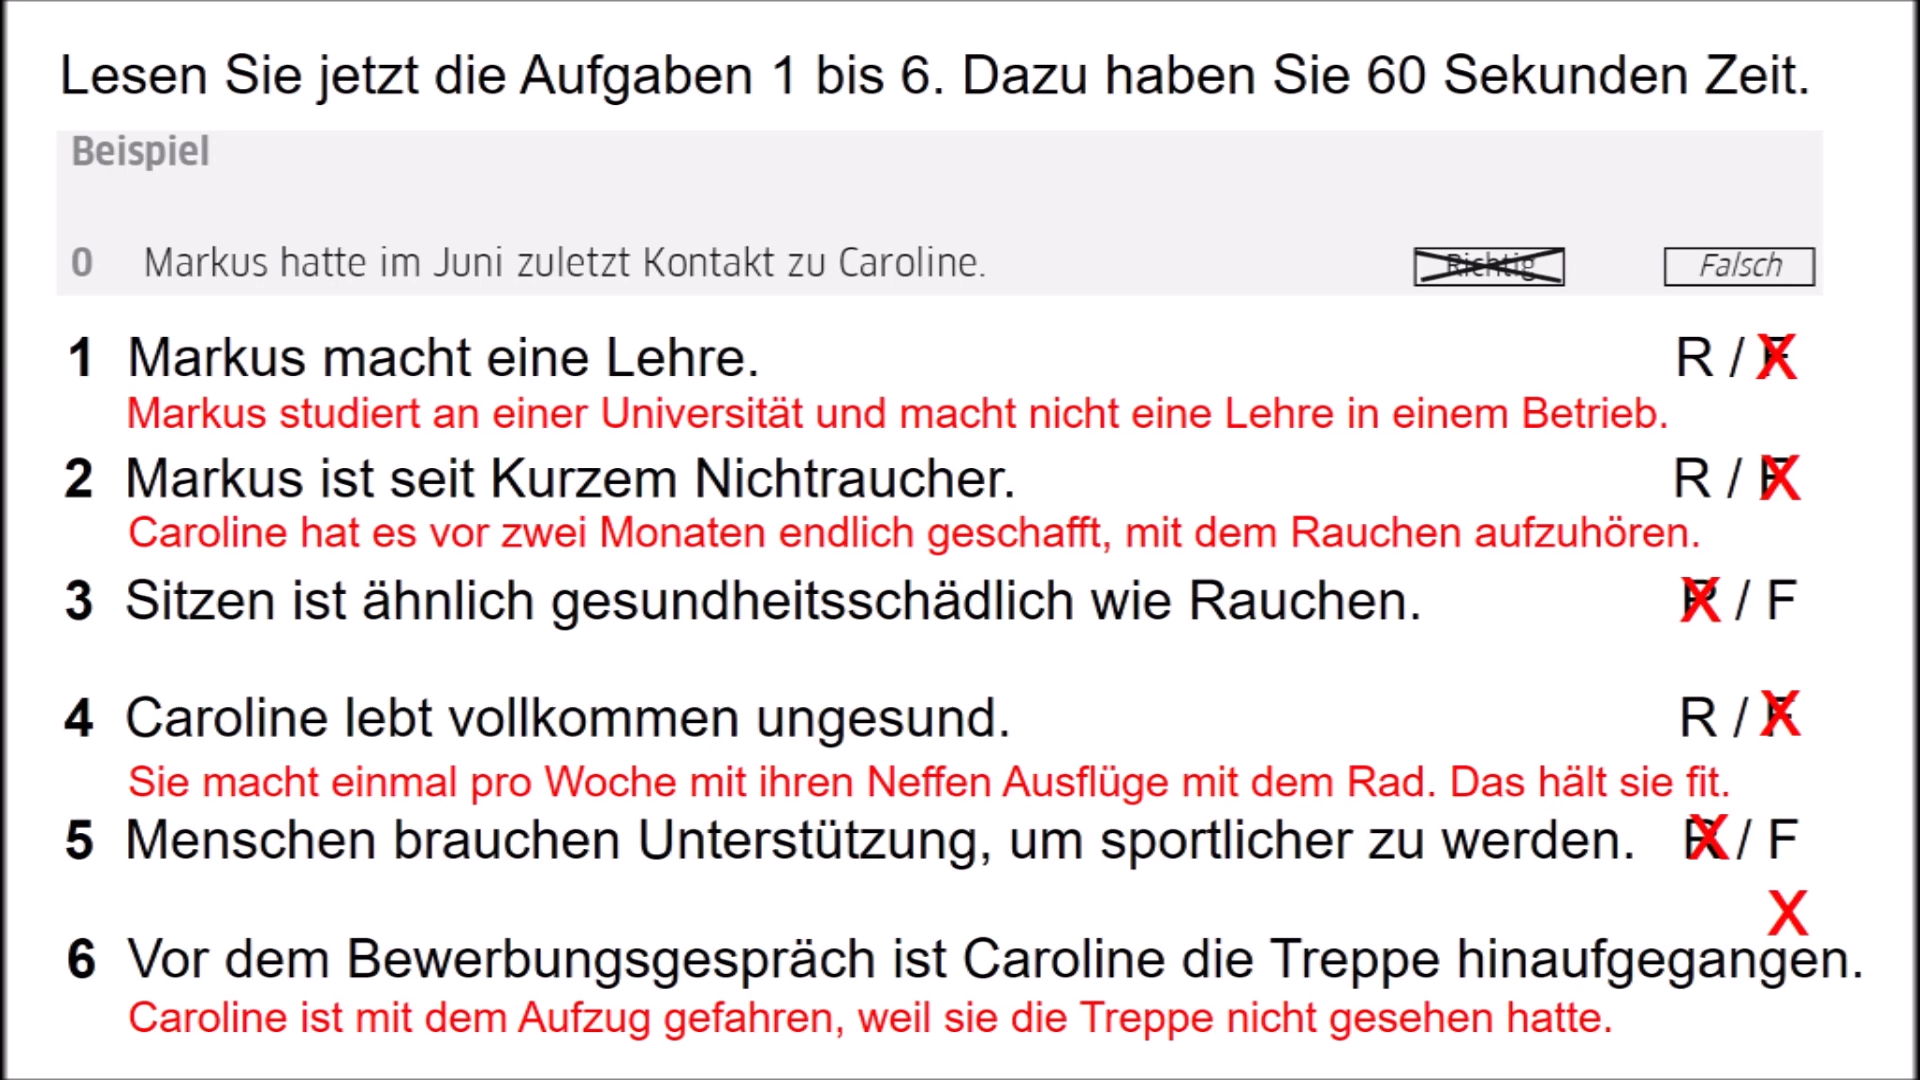 Lesen Sie jetzt die Aufgaben 1 bis 6. Dazu haben Sie 60 Sekunden Zeit.
Beispiel
0 Markus hatte im Juni zuletzt Kontakt zu Caroline. Richtig Falsch
1 Markus macht eine Lehre. R / F X
Markus studiert an einer Universität und macht nicht eine Lehre in einem Betrieb.
2 Markus ist seit Kurzem Nichtraucher. R / F X
Caroline hat es vor zwei Monaten endlich geschafft, mit dem Rauchen aufzuhören.
3 Sitzen ist ähnlich gesundheitsschädlich wie Rauchen. R X / F
4 Caroline lebt vollkommen ungesund. R / F X
Sie macht einmal pro Woche mit ihren Neffen Ausflüge mit dem Rad. Das hält sie fit.
5 Menschen brauchen Unterstützung, um sportlicher zu werden. R X / F
X
6 Vor dem Bewerbungsgespräch ist Caroline die Treppe hinaufgegangen.
Caroline ist mit dem Aufzug gefahren, weil sie die Treppe nicht gesehen hatte.